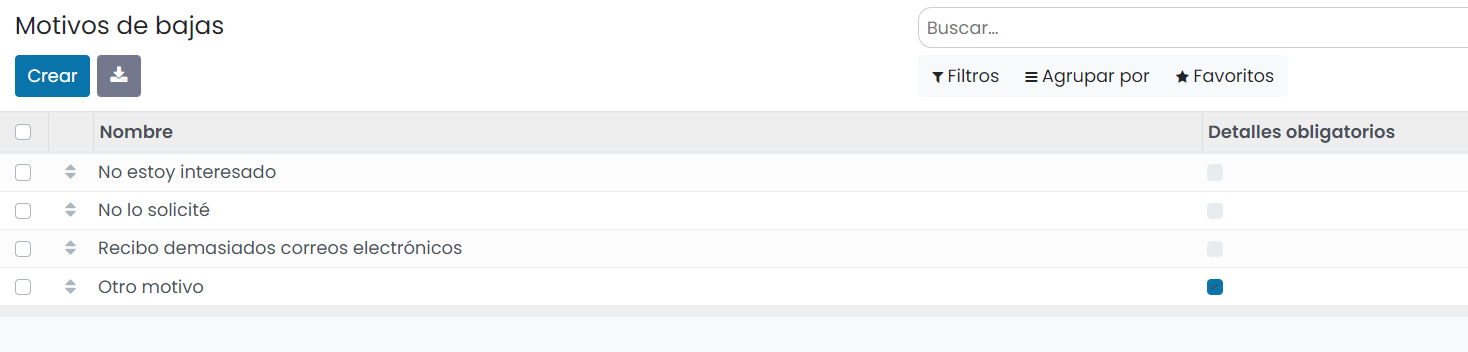 Motivos de bajas
Buscar...
Crear
Filtros Agrupar por Favoritos
Nombre Detalles obligatorios
No estoy interesado
No lo solicité
Recibo demasiados correos electrónicos
Otro motivo